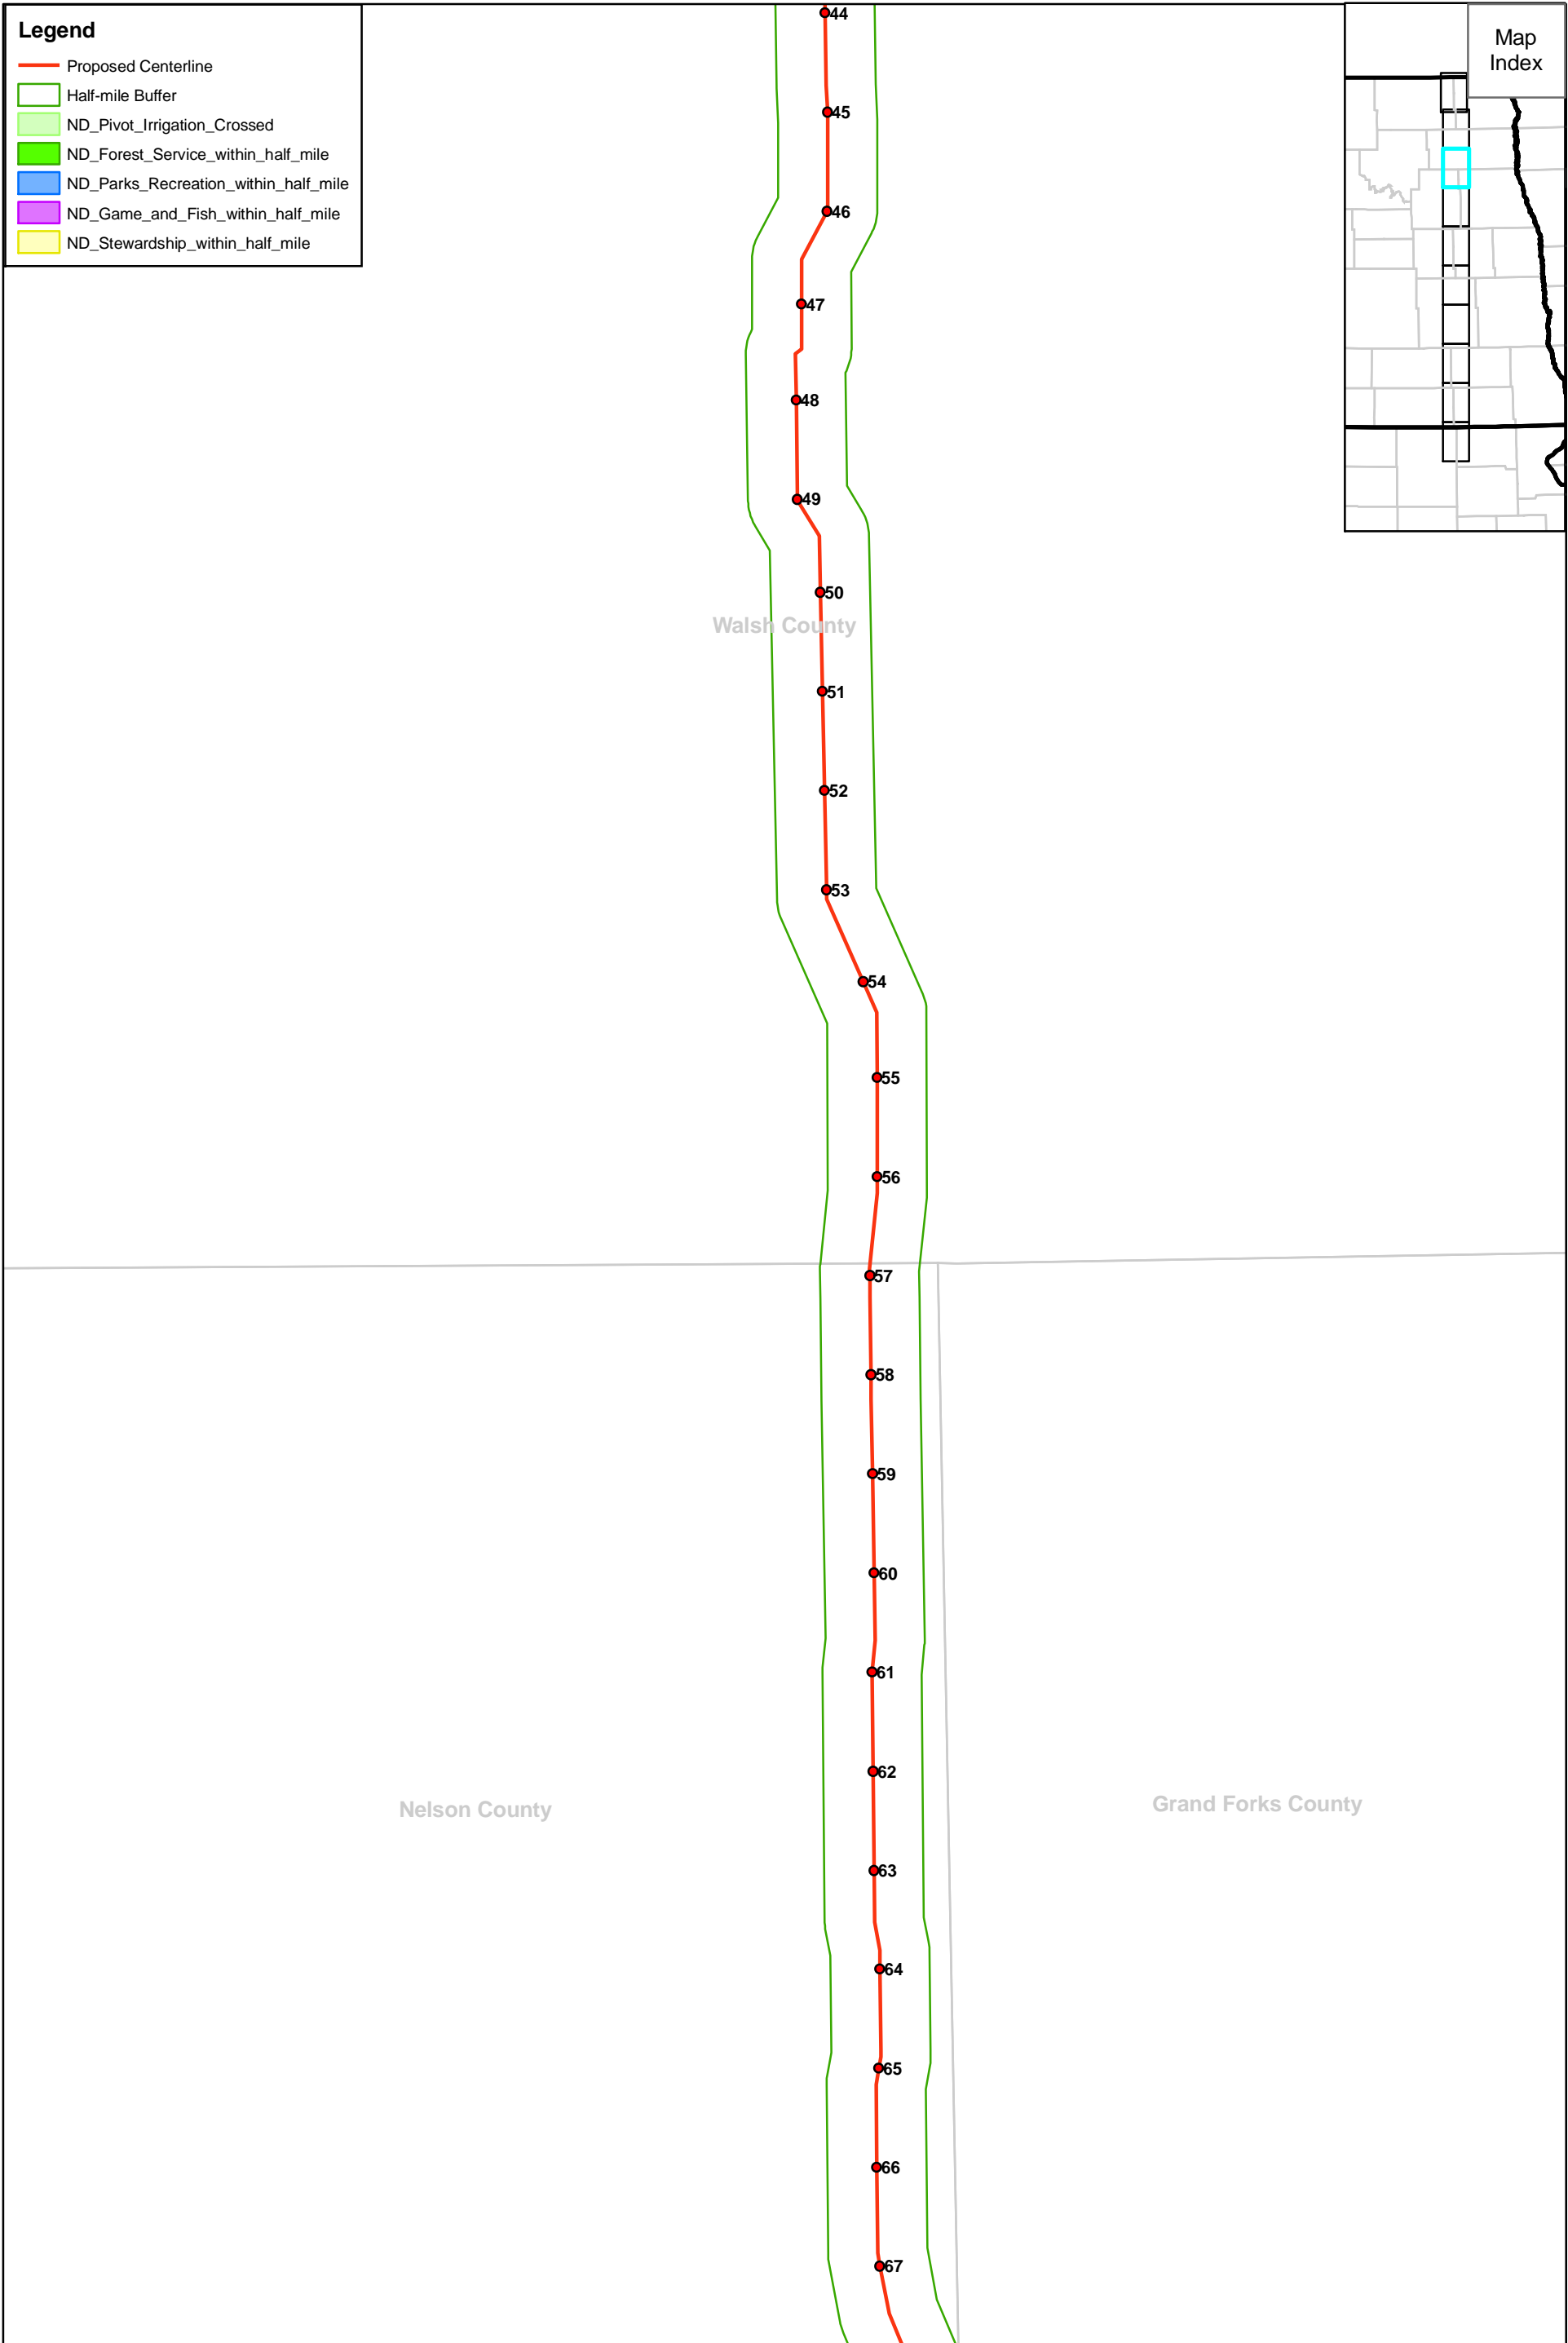 Legend
Proposed Centerline
Half-mile Buffer
ND_Pivot_Irrigation_Crossed
ND_Forest_Service_within_half_mile
ND_Parks_Recreation_within_half_mile
ND_Game_and_Fish_within_half_mile
ND_Stewardship_within_half_mile
Map
Index
44
45
46
47
48
49
50
Walsh County
51
52
53
54
55
56
57
58
59
60
61
62
Nelson County
Grand Forks County
63
64
65
66
67